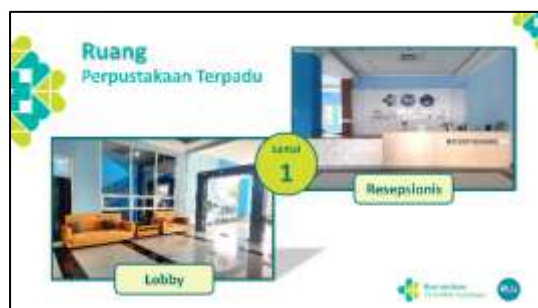 Ruang
Perpustakaan Terpadu
Lantai
1
Resepsionis
Lobby